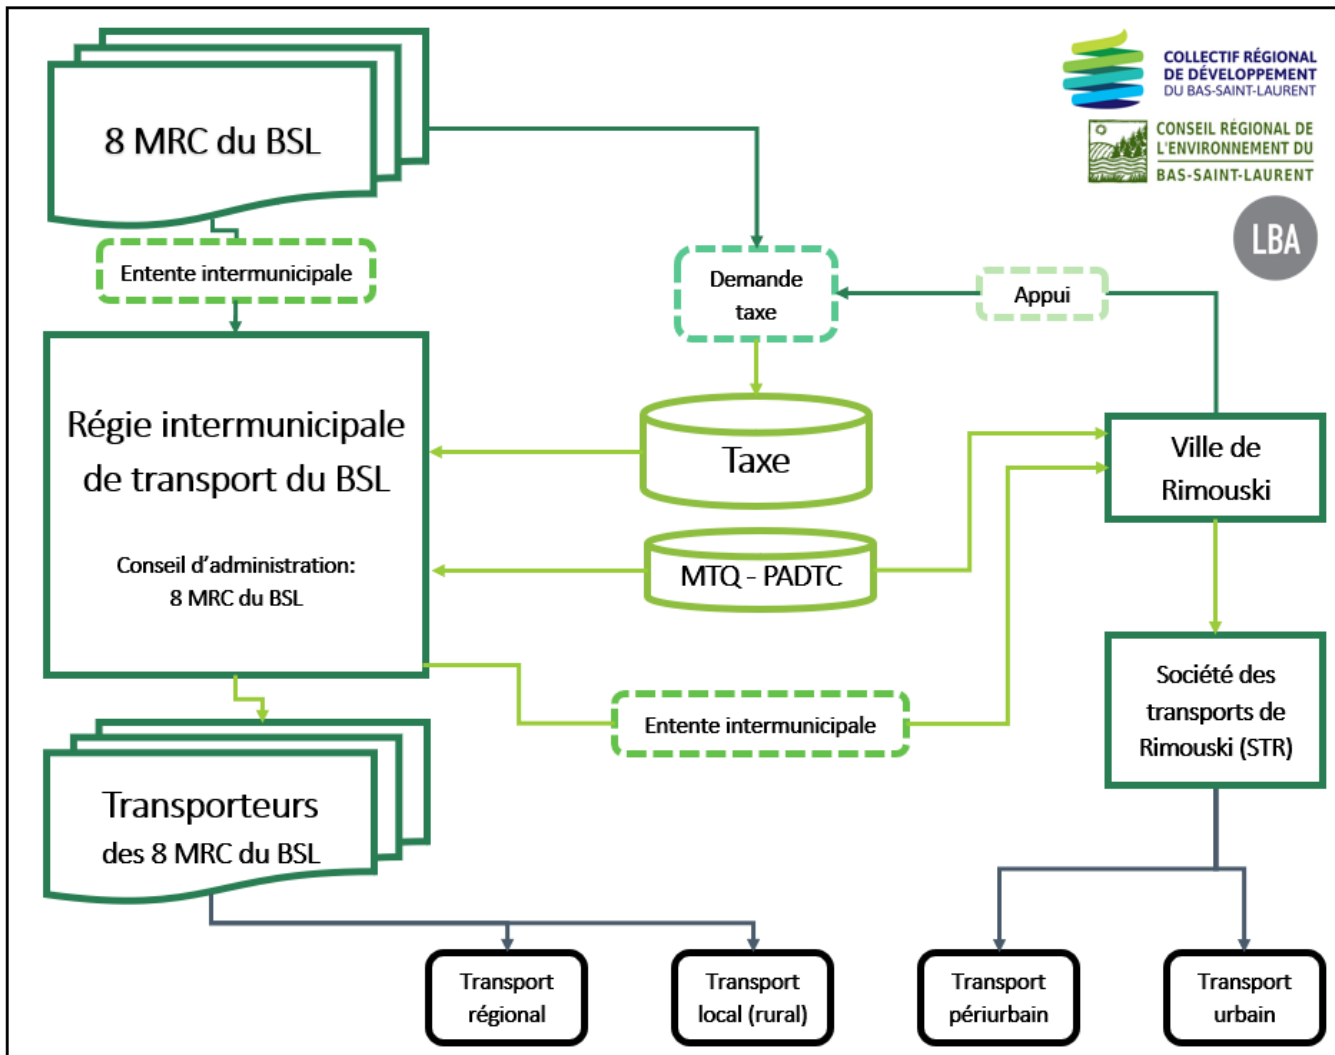 COLLECTIF RÉGIONAL
DE DÉVELOPPEMENT
DU BAS-SAINT-LAURENT
CONSEIL RÉGIONAL DE
L'ENVIRONNEMENT DU
BAS-SAINT-LAURENT
LBA
8 MRC du BSL
Entente intermunicipale
Demande
taxe
Appui
Régie intermunicipale
de transport du BSL
Conseil d'administration:
8 MRC du BSL
Taxe
MTQ - PADTC
Ville de
Rimouski
Entente intermunicipale
Société des
transports de
Rimouski (STR)
Transporteurs
des 8 MRC du BSL
Transport
régional
Transport
local (rural)
Transport
périurbain
Transport
urbain